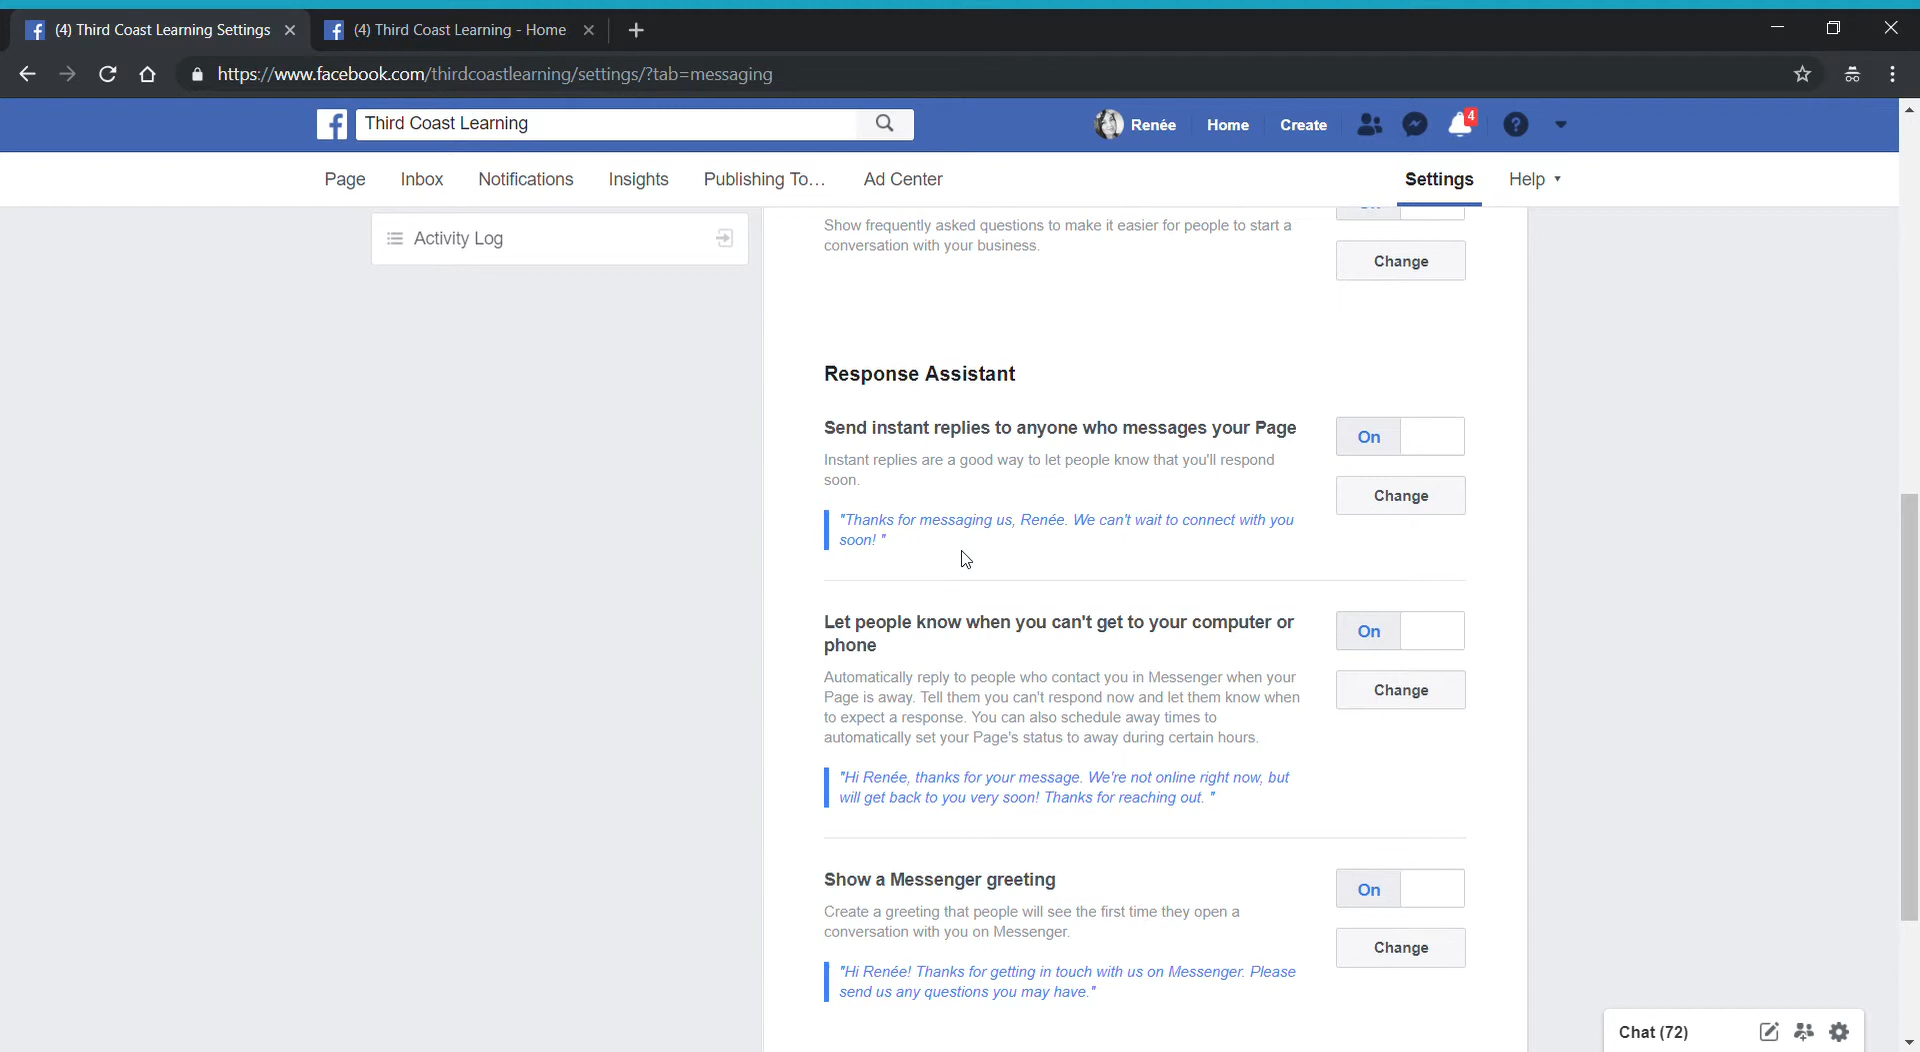 (4) Third Coast Learning Settings
(4) Third Coast Learning - Home
https://www.facebook.com/thirdcoastlearning/settings/?tab=messaging
Third Coast Learning
Renée
Home
Create
4
Page
Inbox
Notifications
Insights
Publishing To...
Ad Center
Settings
Help
Activity Log
Show frequently asked questions to make it easier for people to start a
conversation with your business.
Change
Response Assistant
Send instant replies to anyone who messages your Page
On
Instant replies are a good way to let people know that you'll respond
soon.
Change
"Thanks for messaging us, Renée. We can't wait to connect with you
soon! "
Let people know when you can't get to your computer or
phone
On
Automatically reply to people who contact you in Messenger when your
Page is away. Tell them you can't respond now and let them know when
to expect a response. You can also schedule away times to
automatically set your Page's status to away during certain hours.
Change
"Hi Renée, thanks for your message. We're not online right now, but
will get back to you very soon! Thanks for reaching out. "
Show a Messenger greeting
On
Create a greeting that people will see the first time they open a
conversation with you on Messenger.
Change
"Hi Renée! Thanks for getting in touch with us on Messenger. Please
send us any questions you may have."
Chat (72)